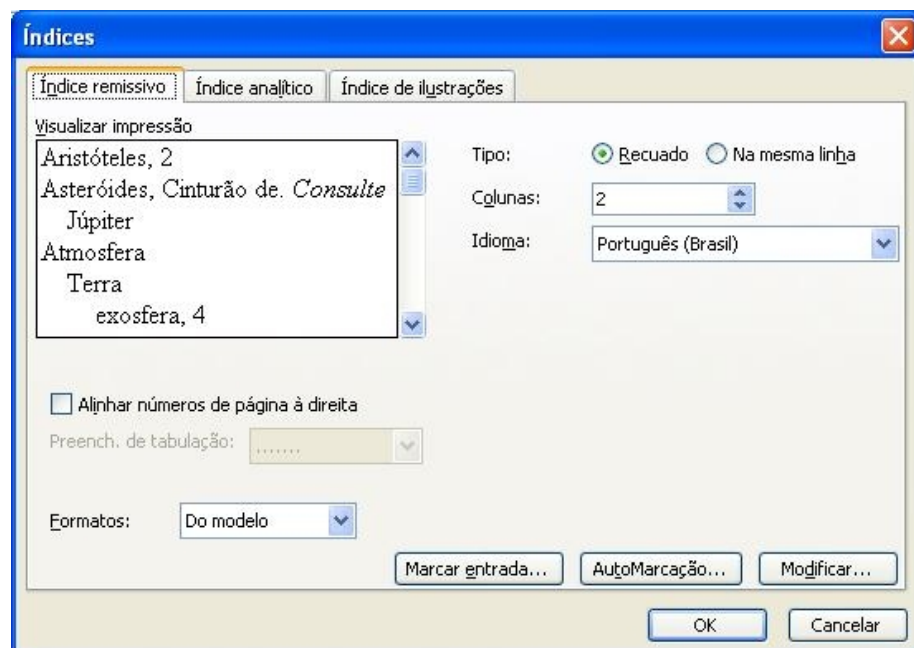 Índices
Índice remissivo
Índice analítico
Índice de ilustrações
Visualizar impressão
Aristóteles, 2
Asteróides, Cinturão de. Consulte
Júpiter
Atmosfera
Terra
exosfera, 4
Tipo: Recuado Na mesma linha
Colunas: 2
Idioma: Português (Brasil)
Alinhar números de página à direita
Preench. de tabulação: .......
Formatos: Do modelo
Marcar entrada... AutoMarcação... Modificar...
OK Cancelar